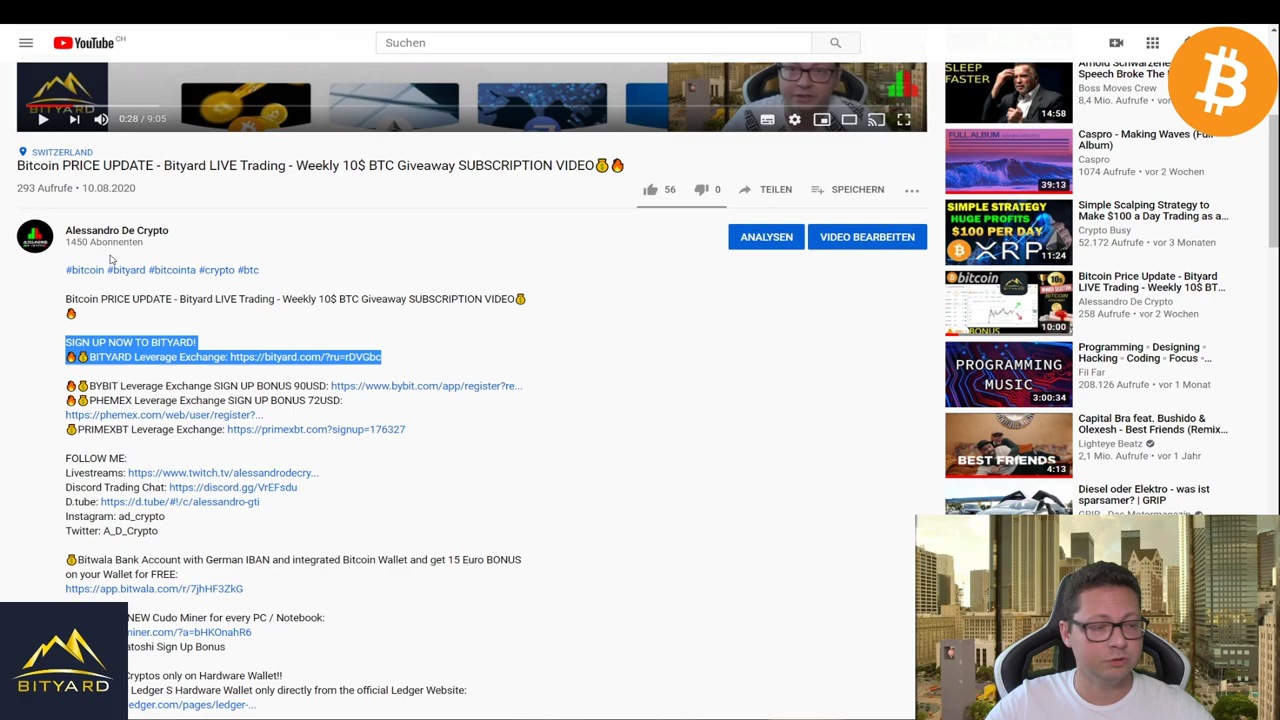 YouTube CH
Suchen
BITYARD
0:28 / 9:05
SWITZERLAND
Bitcoin PRICE UPDATE - Bityard LIVE Trading - Weekly 10$ BTC Giveaway SUBSCRIPTION VIDEO💰🔥
293 Aufrufe • 10.08.2020
56
0
TEILEN
SPEICHERN
Alessandro De Crypto
1450 Abonnenten
ANALYSEN
VIDEO BEARBEITEN
#bitcoin #bityard #bitcointa #crypto #btc
Bitcoin PRICE UPDATE - Bityard LIVE Trading - Weekly 10$ BTC Giveaway SUBSCRIPTION VIDEO💰
🔥
SIGN UP NOW TO BITYARD!
🔥💰BITYARD Leverage Exchange: https://bityard.com/?ru=rDVGbc
🔥💰BYBIT Leverage Exchange SIGN UP BONUS 90USD: https://www.bybit.com/app/register?re...
🔥💰PHEMEX Leverage Exchange SIGN UP BONUS 72USD:
https://phemex.com/web/user/register?...
💰PRIMEXBT Leverage Exchange: https://primexbt.com?signup=176327
FOLLOW ME:
Livestreams: https://www.twitch.tv/alessandrodecry...
Discord Trading Chat: https://discord.gg/VrEFsdu
D.tube: https://d.tube/#!/c/alessandro-gti
Instagram: ad_crypto
Twitter: A_D_Crypto
💰Bitwala Bank Account with German IBAN and integrated Bitcoin Wallet and get 15 Euro BONUS
on your Wallet for FREE:
https://app.bitwala.com/r/7jhHF3ZkG
NEW Cudo Miner for every PC / Notebook:
miner.com/?a=bHKOnahR6
atoshi Sign Up Bonus
Cryptos only on Hardware Wallet!!
Ledger S Hardware Wallet only directly from the official Ledger Website:
edger.com/pages/ledger-...
BITYARD
SLEEP
FASTER
14:58
Arnold Schwarzene
Speech Broke The
Boss Moves Crew
8,4 Mio. Aufrufe • vor
FULL ALBUM
39:13
Caspro - Making Waves (Full
Album)
Caspro
1074 Aufrufe • vor 2 Wochen
SIMPLE STRATEGY
HUGE PROFITS
$100 PER DAY
XRP
11:24
Simple Scalping Strategy to
Make $100 a Day Trading as a...
Crypto Busy
52.172 Aufrufe • vor 3 Monaten
bitcoin
BONUS
10:00
Bitcoin Price Update - Bityard
LIVE Trading - Weekly 10$ BT...
Alessandro De Crypto
258 Aufrufe • vor 2 Wochen
PROGRAMMING
MUSIC
3:00:34
Programming ◦ Designing ◦
Hacking ◦ Coding ◦ Focus ◦...
Fil Far
208.126 Aufrufe • vor 1 Monat
BEST FRIENDS
4:13
Capital Bra feat. Bushido &
Olexesh - Best Friends (Remix...
Lighteye Beatz
2,1 Mio. Aufrufe • vor 1 Jahr
Diesel oder Elektro - was ist
sparsamer? | GRIP
GRIP - Das Motormagazin